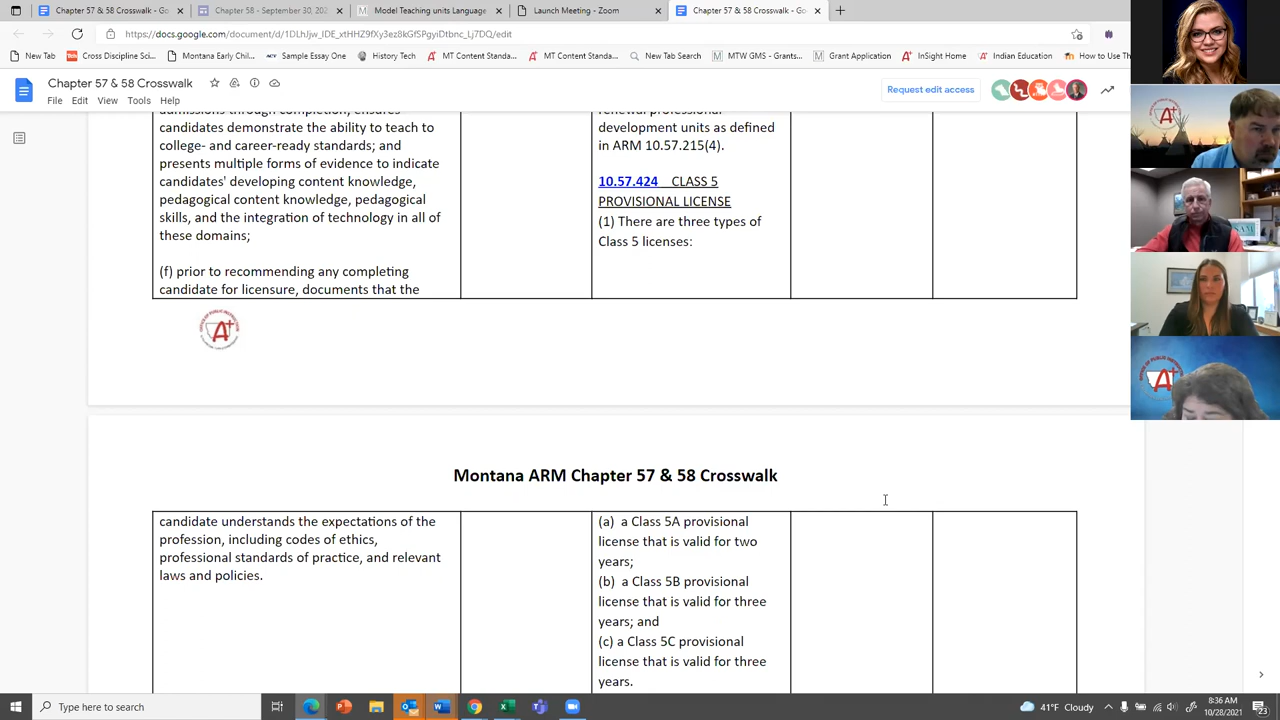 Chapter 57 & 58 Crosswalk - Go
Chapter 58 - September 30, 202
Model Teaching units Language
Launch Meeting - Zoom
Chapter 57 & 58 Crosswalk - Go
https://docs.google.com/document/d/1DLhJjw_IDE_xtHHZ9fXy3ez8kGfSPgyiDtbnc_Lj7DQ/edit
New Tab
Cross Discipline Sci...
Montana Early Chil...
Sample Essay One
History Tech
MT Content Standa...
MT Content Standa...
New Tab Search
MTW GMS - Grants...
Grant Application
InSight Home
Indian Education
How to Use Th
Chapter 57 & 58 Crosswalk
File Edit View Tools Help
Request edit access
admissions through completion, ensures
candidates demonstrate the ability to teach to
college- and career-ready standards; and
presents multiple forms of evidence to indicate
candidates' developing content knowledge,
pedagogical content knowledge, pedagogical
skills, and the integration of technology in all of
these domains;
(f) prior to recommending any completing
candidate for licensure, documents that the
renewal professional
development units as defined
in ARM 10.57.215(4).
10.57.424 CLASS 5
PROVISIONAL LICENSE
(1) There are three types of
Class 5 licenses:
Montana ARM Chapter 57 & 58 Crosswalk
candidate understands the expectations of the
profession, including codes of ethics,
professional standards of practice, and relevant
laws and policies.
(a) a Class 5A provisional
license that is valid for two
years;
(b) a Class 5B provisional
license that is valid for three
years; and
(c) a Class 5C provisional
license that is valid for three
years.
Type here to search
41°F Cloudy
8:36 AM
10/28/2021
23